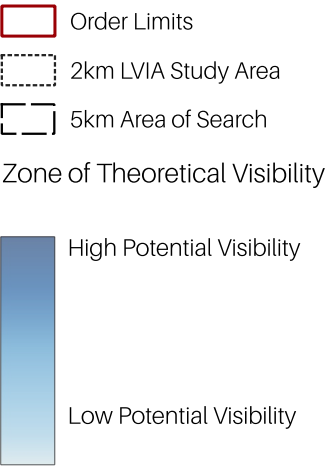 Order Limits
2km LVIA Study Area
5km Area of Search
Zone of Theoretical Visibility
High Potential Visibility
Low Potential Visibility